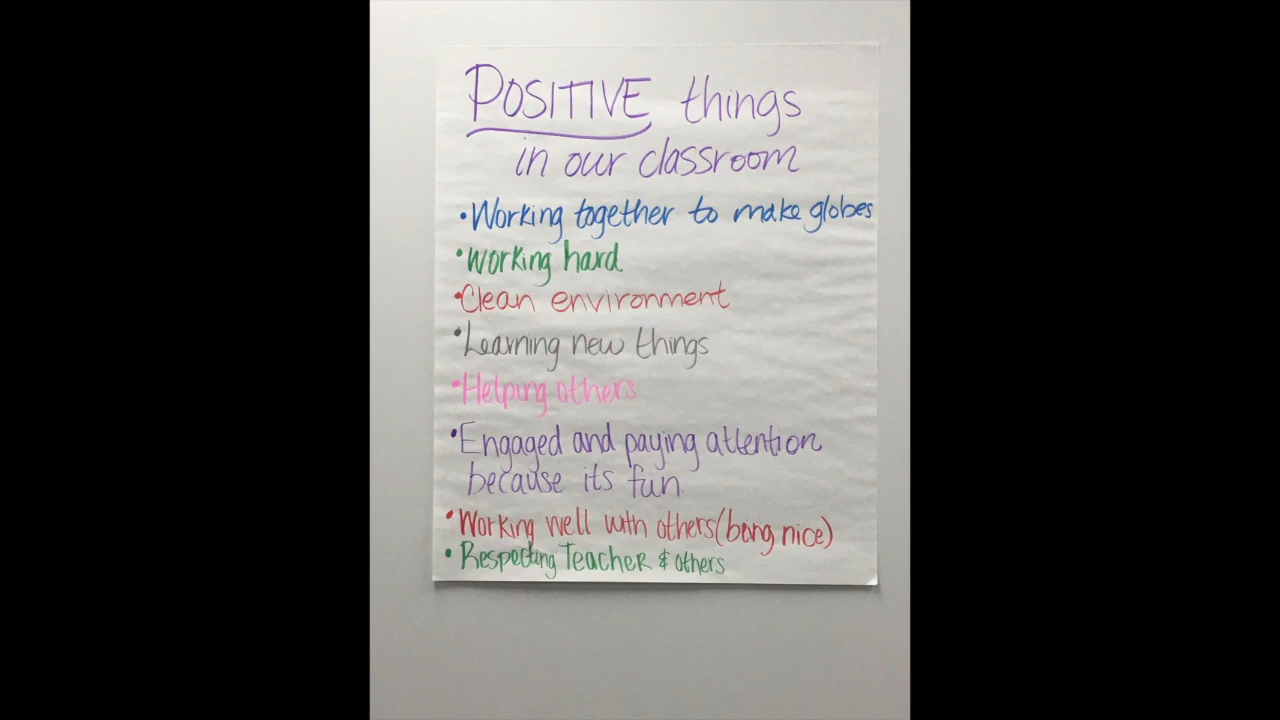 POSITIVE things
in our classroom
•Working together to make globes
•Working hard
•Clean environment
•Learning new things
•Helping others
•Engaged and paying attention
because its fun
•Working well with others (being nice)
•Respecting Teacher & others